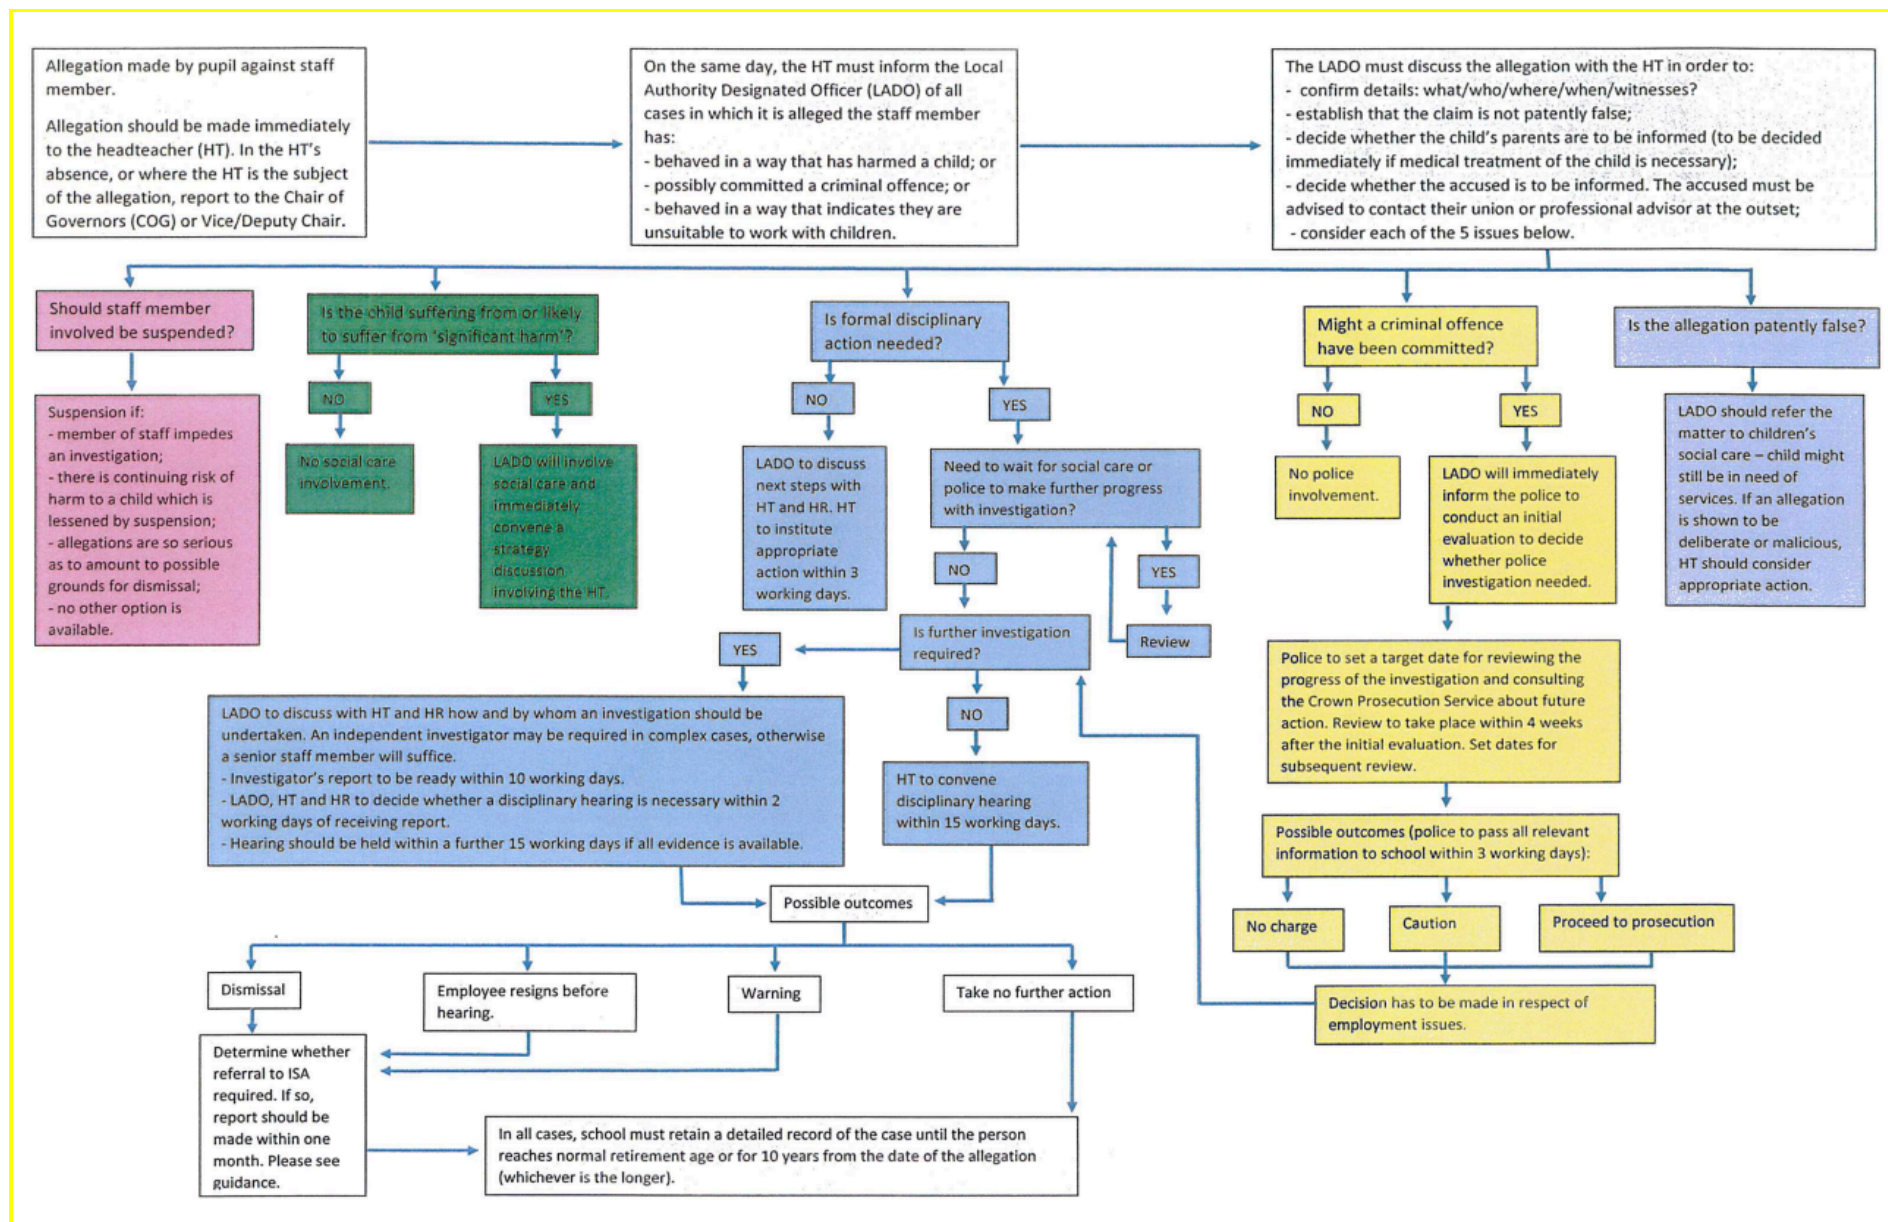 Allegation made by pupil against staff
member.
Allegation should be made immediately
to the headteacher (HT). In the HT's
absence, or where the HT is the subject
of the allegation, report to the Chair of
Governors (COG) or Vice/Deputy Chair.
On the same day, the HT must inform the Local
Authority Designated Officer (LADO) of all
cases in which it is alleged the staff member
has:
- behaved in a way that has harmed a child; or
- possibly committed a criminal offence; or
- behaved in a way that indicates they are
unsuitable to work with children.
The LADO must discuss the allegation with the HT in order to:
- confirm details: what/who/where/when/witnesses?
- establish that the claim is not patently false;
- decide whether the child's parents are to be informed (to be decided
immediately if medical treatment of the child is necessary);
- decide whether the accused is to be informed. The accused must be
advised to contact their union or professional advisor at the outset;
- consider each of the 5 issues below.
Should staff member
involved be suspended?
Suspension if:
- member of staff impedes
an investigation;
- there is continuing risk of
harm to a child which is
lessened by suspension;
- allegations are so serious
as to amount to possible
grounds for dismissal;
- no other option is
available.
Is the child suffering from or likely
to suffer from 'significant harm'?
NO
YES
No social care
involvement.
LADO will involve
social care and
immediately
convene a
strategy
discussion
involving the HT.
Is formal disciplinary
action needed?
NO
YES
LADO to discuss
next steps with
HT and HR. HT
to institute
appropriate
action within 3
working days.
Need to wait for social care or
police to make further progress
with investigation?
NO
YES
Review
Is further investigation
required?
YES
NO
LADO to discuss with HT and HR how and by whom an investigation should be
undertaken. An independent investigator may be required in complex cases, otherwise
a senior staff member will suffice.
- Investigator's report to be ready within 10 working days.
- LADO, HT and HR to decide whether a disciplinary hearing is necessary within 2
working days of receiving report.
- Hearing should be held within a further 15 working days if all evidence is available.
HT to convene
disciplinary hearing
within 15 working days.
Might a criminal offence
have been committed?
NO
YES
No police
involvement.
LADO will immediately
inform the police to
conduct an initial
evaluation to decide
whether police
investigation needed.
Police to set a target date for reviewing the
progress of the investigation and consulting
the Crown Prosecution Service about future
action. Review to take place within 4 weeks
after the initial evaluation. Set dates for
subsequent review.
Possible outcomes (police to pass all relevant
information to school within 3 working days):
No charge
Caution
Proceed to prosecution
Decision has to be made in respect of
employment issues.
Is the allegation patently false?
LADO should refer the
matter to children's
social care – child might
still be in need of
services. If an allegation
is shown to be
deliberate or malicious,
HT should consider
appropriate action.
Possible outcomes
Dismissal
Employee resigns before
hearing.
Warning
Take no further action
Determine whether
referral to ISA
required. If so,
report should be
made within one
month. Please see
guidance.
In all cases, school must retain a detailed record of the case until the person
reaches normal retirement age or for 10 years from the date of the allegation
(whichever is the longer).